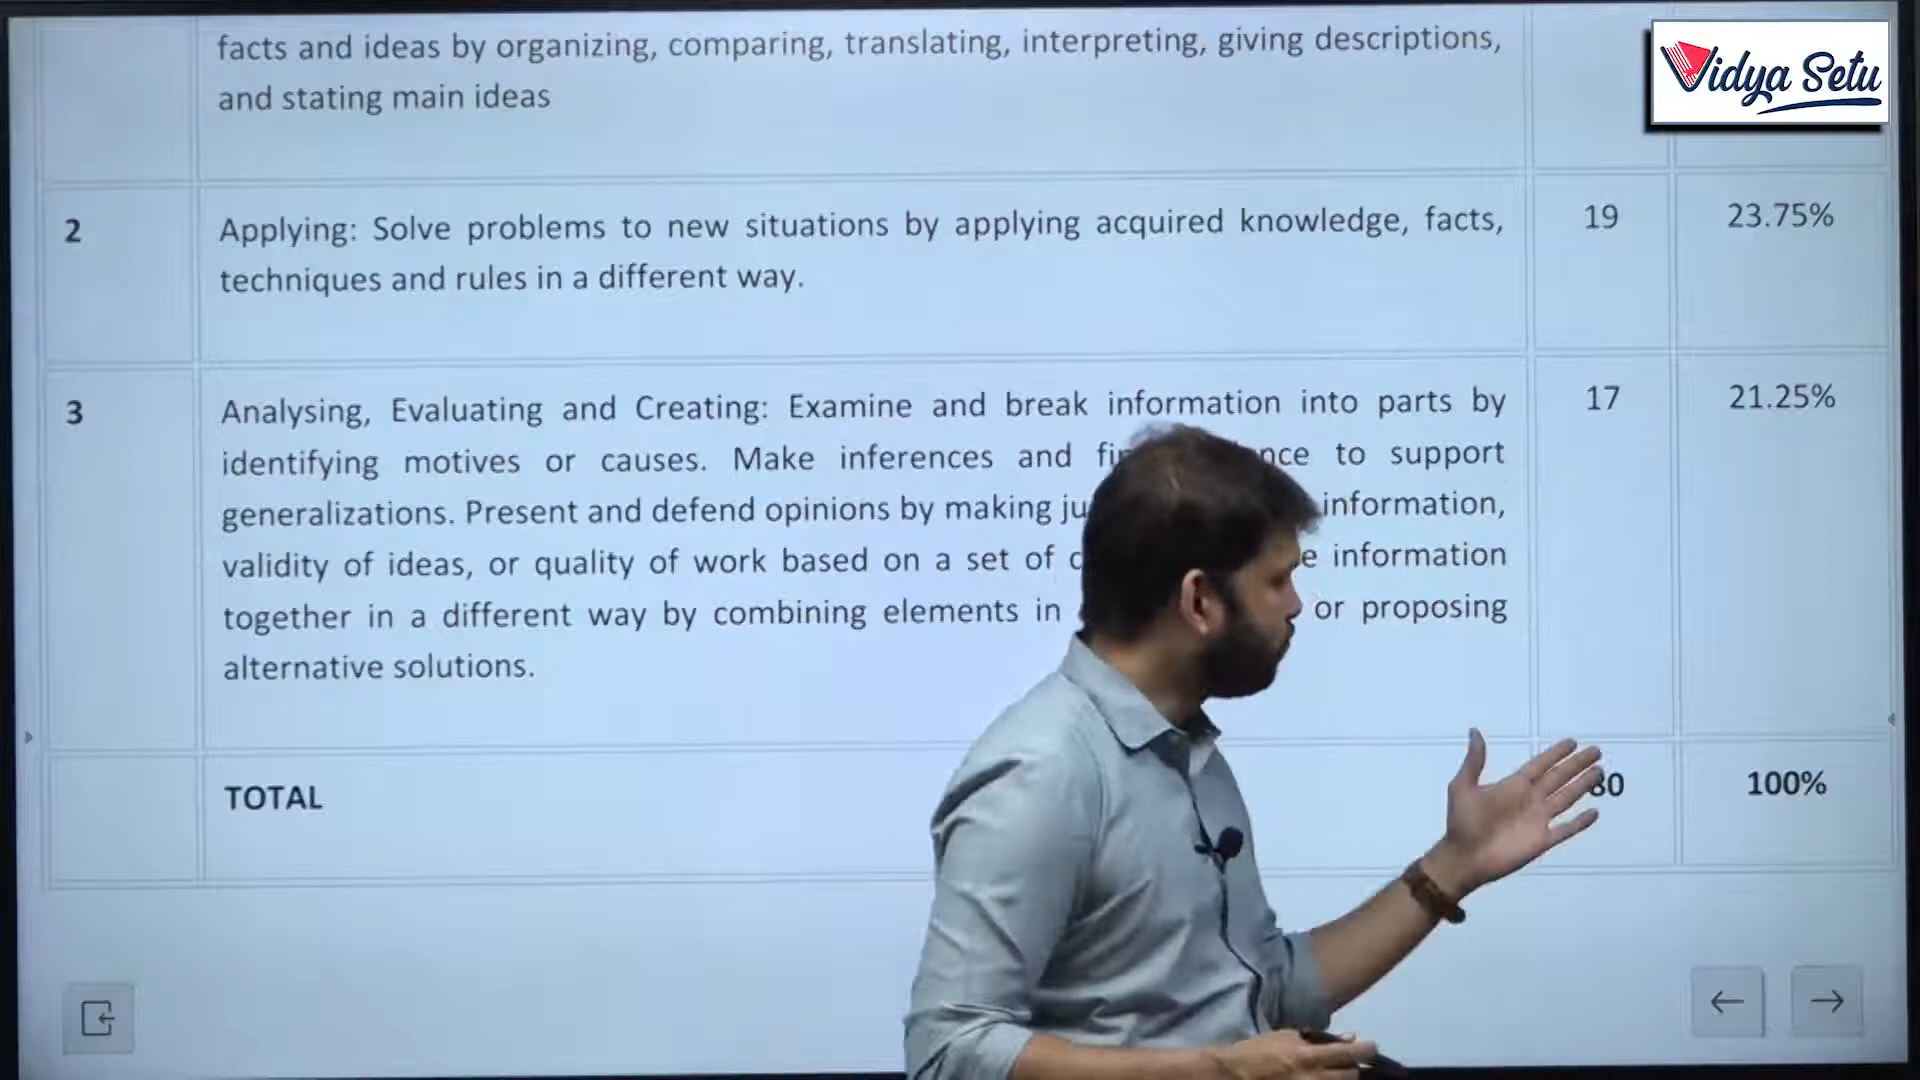 Vidya Setu
facts and ideas by organizing, comparing, translating, interpreting, giving descriptions,
and stating main ideas
2 Applying: Solve problems to new situations by applying acquired knowledge, facts, 19 23.75%
techniques and rules in a different way.
3 Analysing, Evaluating and Creating: Examine and break information into parts by 17 21.25%
identifying motives or causes. Make inferences and to support
generalizations. Present and defend opinions by making information,
validity of ideas, or quality of work based on a set of information
together in a different way by combining elements in or proposing
alternative solutions.
TOTAL 80 100%